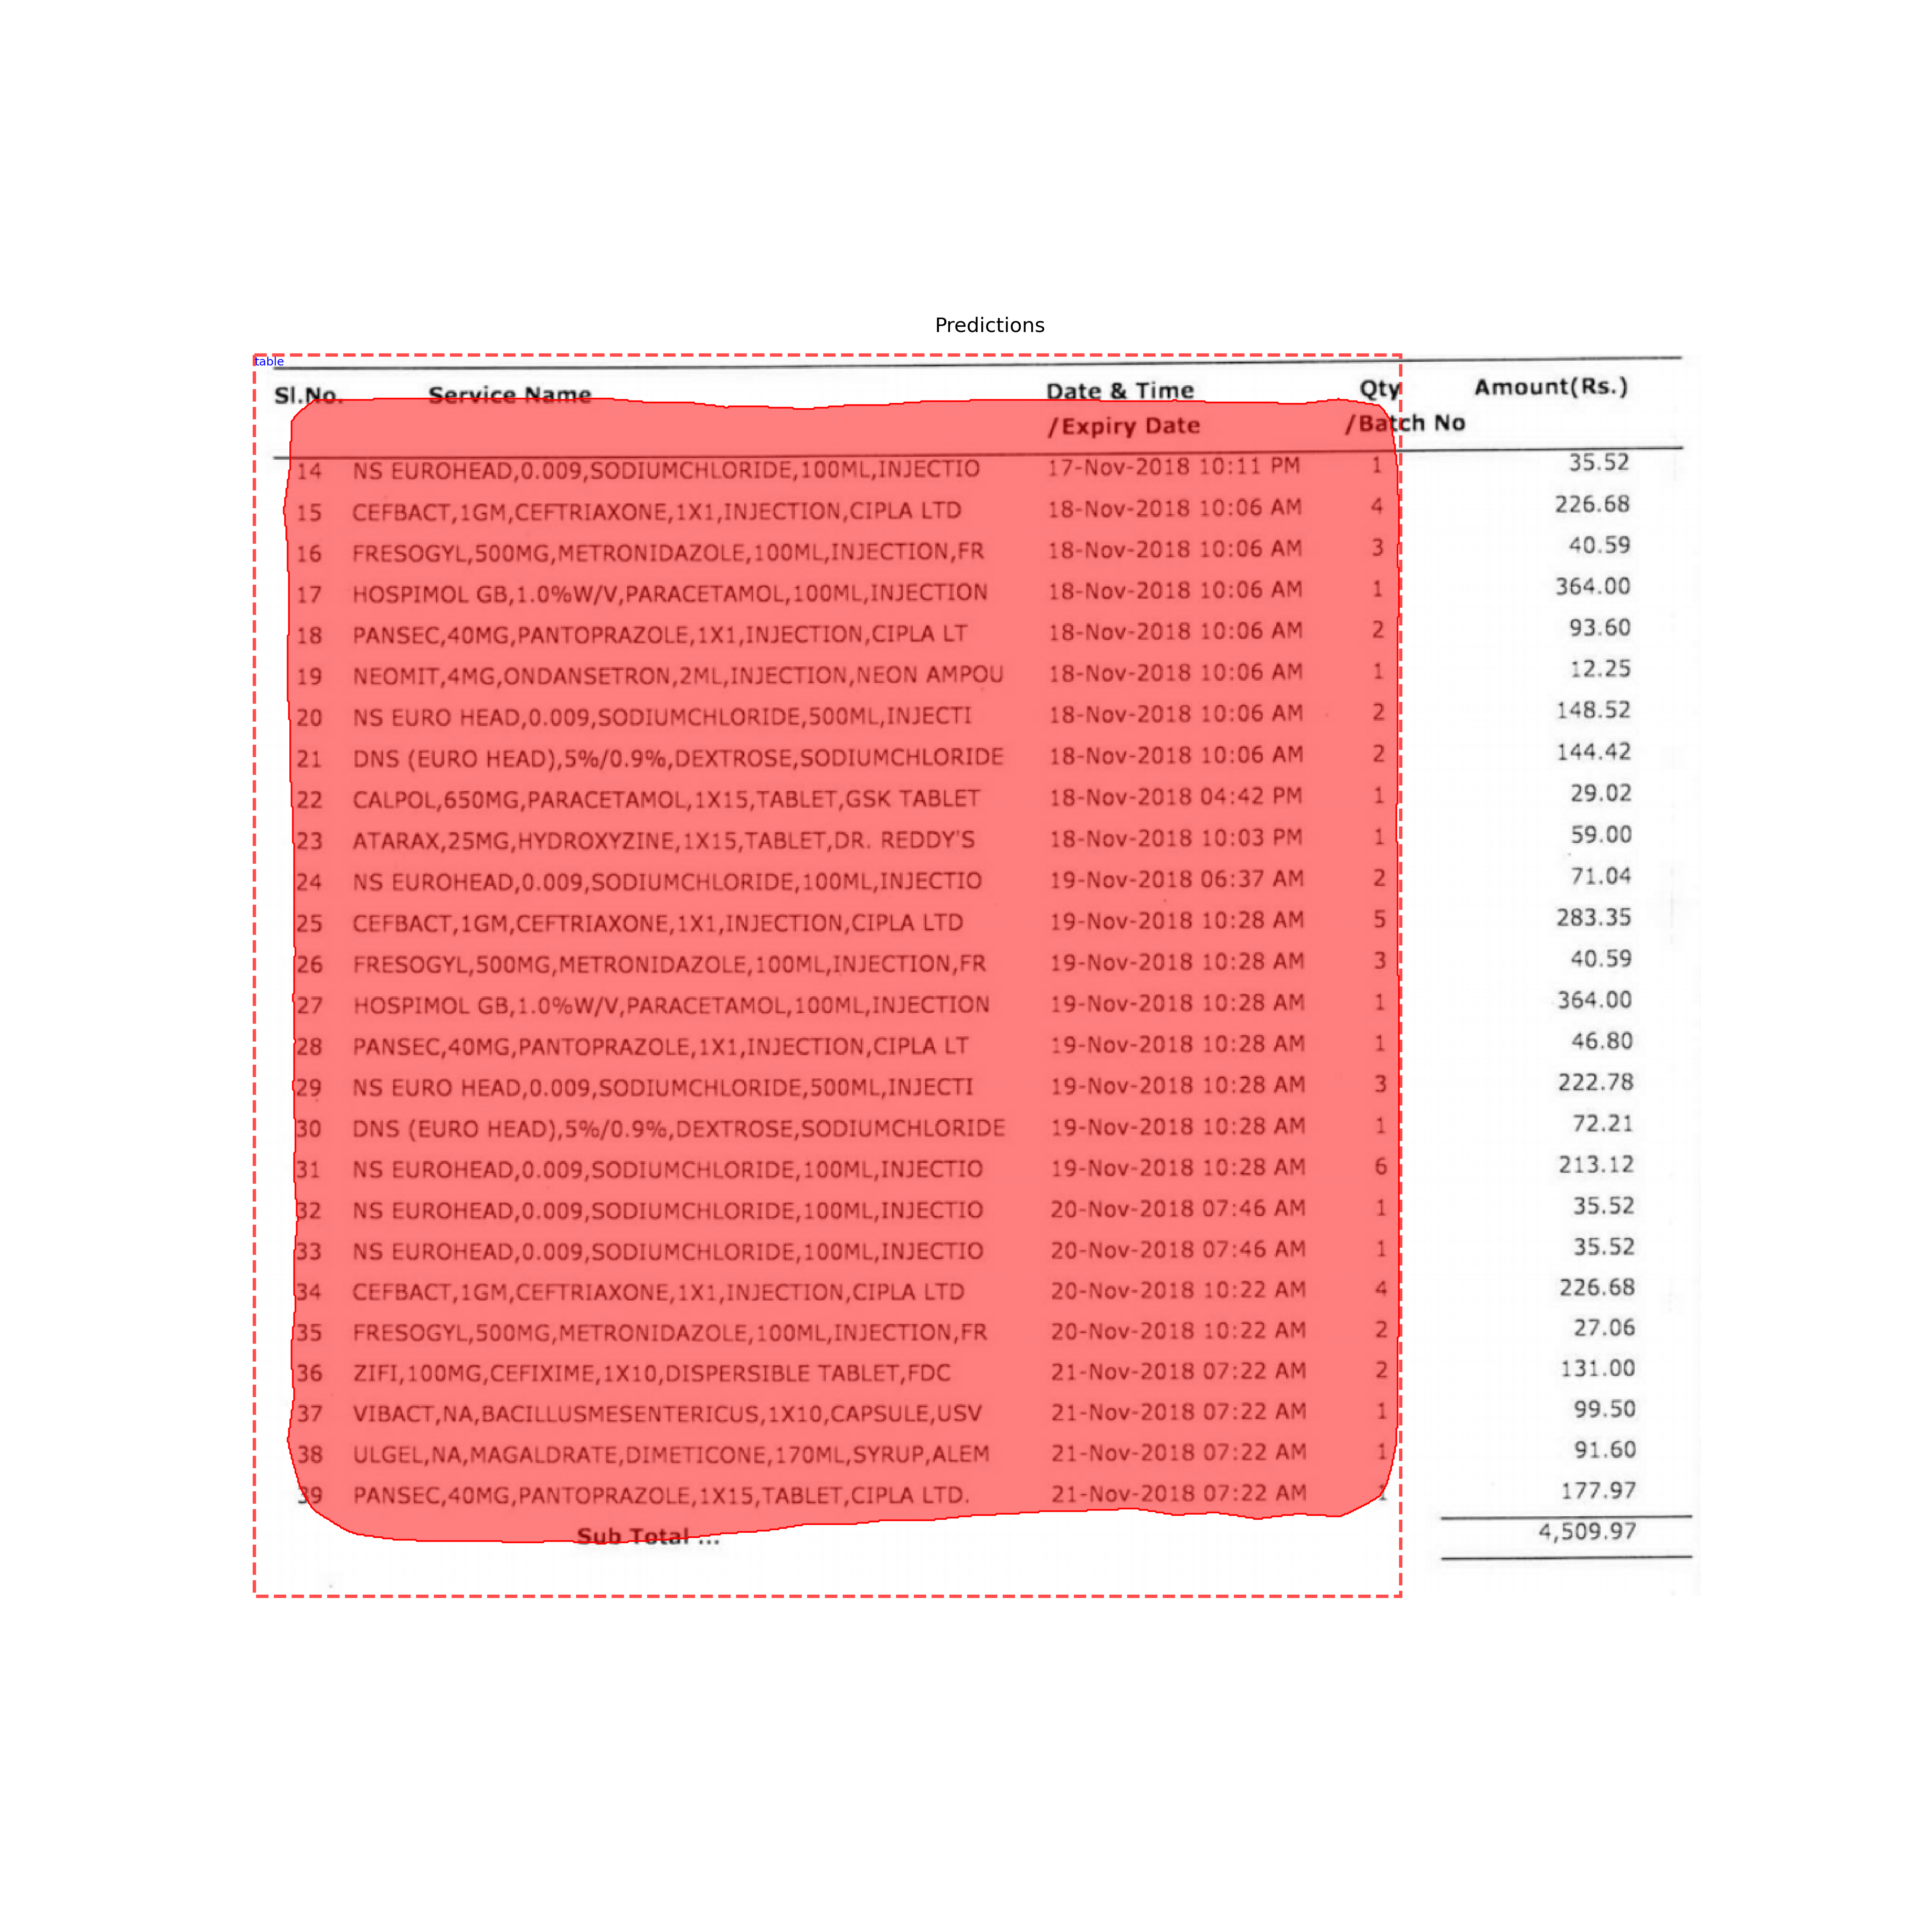 Predictions
table
Sl.No. Service Name Date & Time Qty Amount(Rs.)
/Expiry Date /Batch No
14 NS EUROHEAD,0.009,SODIUMCHLORIDE,100ML,INJECTIO 17-Nov-2018 10:11 PM 1 35.52
15 CEFBACT,1GM,CEFTRIAXONE,1X1,INJECTION,CIPLA LTD 18-Nov-2018 10:06 AM 4 226.68
16 FRESOGYL,500MG,METRONIDAZOLE,100ML,INJECTION,FR 18-Nov-2018 10:06 AM 3 40.59
17 HOSPIMOL GB,1.0%W/V,PARACETAMOL,100ML,INJECTION 18-Nov-2018 10:06 AM 1 364.00
18 PANSEC,40MG,PANTOPRAZOLE,1X1,INJECTION,CIPLA LT 18-Nov-2018 10:06 AM 2 93.60
19 NEOMIT,4MG,ONDANSETRON,2ML,INJECTION,NEON AMPOU 18-Nov-2018 10:06 AM 1 12.25
20 NS EURO HEAD,0.009,SODIUMCHLORIDE,500ML,INJECTI 18-Nov-2018 10:06 AM 2 148.52
21 DNS (EURO HEAD),5%/0.9%,DEXTROSE,SODIUMCHLORIDE 18-Nov-2018 10:06 AM 2 144.42
22 CALPOL,650MG,PARACETAMOL,1X15,TABLET,GSK TABLET 18-Nov-2018 04:42 PM 1 29.02
23 ATARAX,25MG,HYDROXYZINE,1X15,TABLET,DR. REDDY'S 18-Nov-2018 10:03 PM 1 59.00
24 NS EUROHEAD,0.009,SODIUMCHLORIDE,100ML,INJECTIO 19-Nov-2018 06:37 AM 2 71.04
25 CEFBACT,1GM,CEFTRIAXONE,1X1,INJECTION,CIPLA LTD 19-Nov-2018 10:28 AM 5 283.35
26 FRESOGYL,500MG,METRONIDAZOLE,100ML,INJECTION,FR 19-Nov-2018 10:28 AM 3 40.59
27 HOSPIMOL GB,1.0%W/V,PARACETAMOL,100ML,INJECTION 19-Nov-2018 10:28 AM 1 364.00
28 PANSEC,40MG,PANTOPRAZOLE,1X1,INJECTION,CIPLA LT 19-Nov-2018 10:28 AM 1 46.80
29 NS EURO HEAD,0.009,SODIUMCHLORIDE,500ML,INJECTI 19-Nov-2018 10:28 AM 3 222.78
30 DNS (EURO HEAD),5%/0.9%,DEXTROSE,SODIUMCHLORIDE 19-Nov-2018 10:28 AM 1 72.21
31 NS EUROHEAD,0.009,SODIUMCHLORIDE,100ML,INJECTIO 19-Nov-2018 10:28 AM 6 213.12
32 NS EUROHEAD,0.009,SODIUMCHLORIDE,100ML,INJECTIO 20-Nov-2018 07:46 AM 1 35.52
33 NS EUROHEAD,0.009,SODIUMCHLORIDE,100ML,INJECTIO 20-Nov-2018 07:46 AM 1 35.52
34 CEFBACT,1GM,CEFTRIAXONE,1X1,INJECTION,CIPLA LTD 20-Nov-2018 10:22 AM 4 226.68
35 FRESOGYL,500MG,METRONIDAZOLE,100ML,INJECTION,FR 20-Nov-2018 10:22 AM 2 27.06
36 ZIFI,100MG,CEFIXIME,1X10,DISPERSIBLE TABLET,FDC 21-Nov-2018 07:22 AM 2 131.00
37 VIBACT,NA,BACILLUSMESENTERICUS,1X10,CAPSULE,USV 21-Nov-2018 07:22 AM 1 99.50
38 ULGEL,NA,MAGALDRATE,DIMETICONE,170ML,SYRUP,ALEM 21-Nov-2018 07:22 AM 1 91.60
39 PANSEC,40MG,PANTOPRAZOLE,1X15,TABLET,CIPLA LTD. 21-Nov-2018 07:22 AM 1 177.97
Sub Total ... 4,509.97